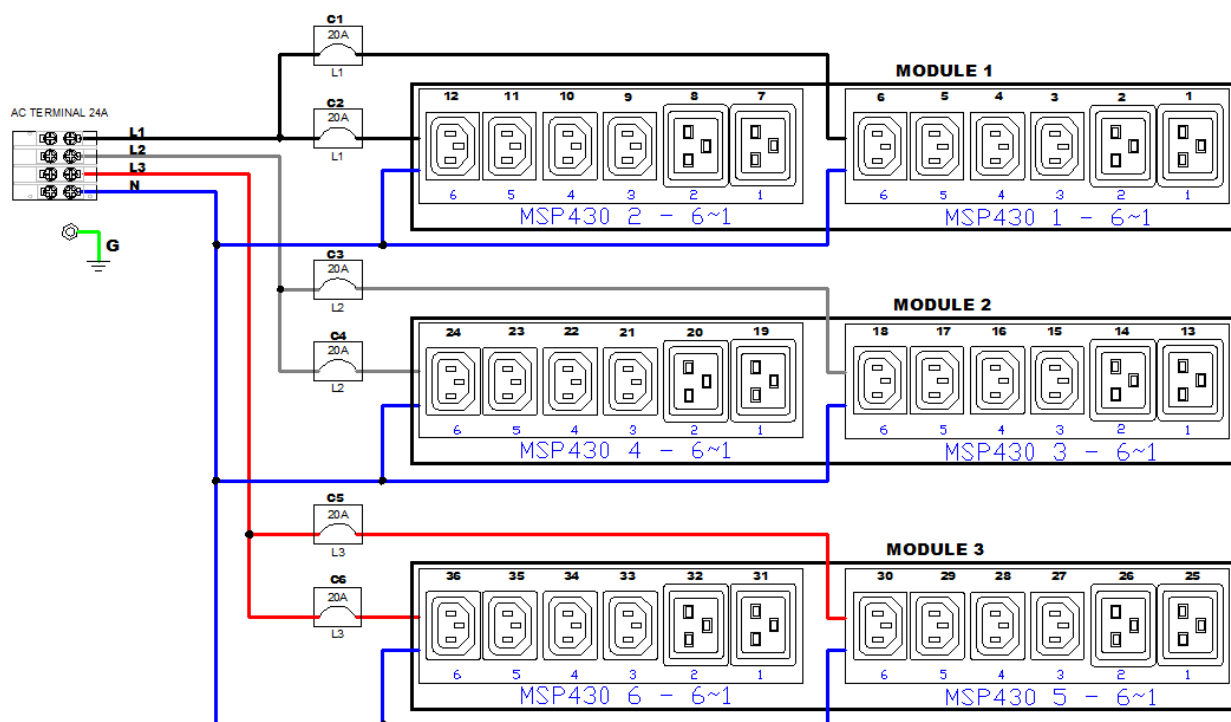 C1
20A
L1
MODULE 1
12 11 10 9 8 7
6 5 4 3 2 1
AC TERMINAL 24A
C2
20A
L1
L1
L2
L3
N
G
6 5 4 3 2 1
MSP430 2 - 6~1
6 5 4 3 2 1
MSP430 1 - 6~1
C3
20A
L2
MODULE 2
24 23 22 21 20 19
18 17 16 15 14 13
C4
20A
L2
6 5 4 3 2 1
MSP430 4 - 6~1
6 5 4 3 2 1
MSP430 3 - 6~1
C5
20A
L3
MODULE 3
36 35 34 33 32 31
30 29 28 27 26 25
C6
20A
L3
6 5 4 3 2 1
MSP430 6 - 6~1
6 5 4 3 2 1
MSP430 5 - 6~1